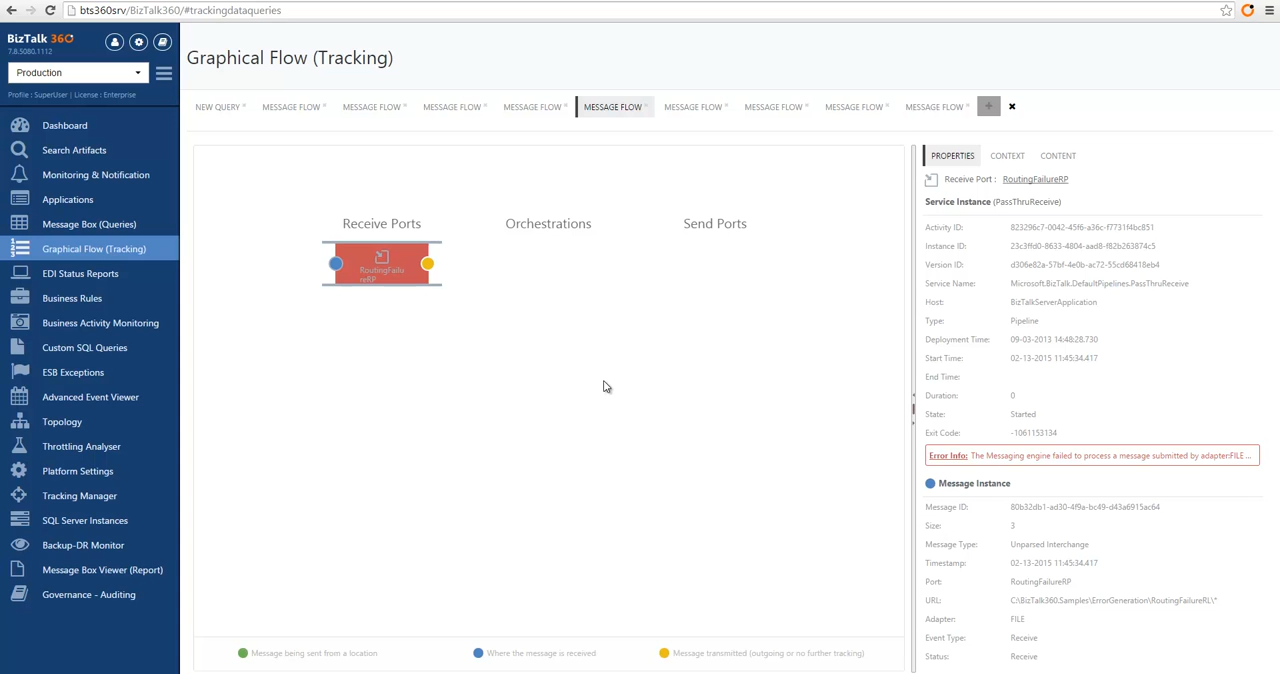 bts360srv/BizTalk360/#trackingdataqueries
BizTalk 360
7.8.5080.1112
Production
Profile : SuperUser | License : Enterprise
Dashboard
Search Artifacts
Monitoring & Notification
Applications
Message Box (Queries)
Graphical Flow (Tracking)
EDI Status Reports
Business Rules
Business Activity Monitoring
Custom SQL Queries
ESB Exceptions
Advanced Event Viewer
Topology
Throttling Analyser
Platform Settings
Tracking Manager
SQL Server Instances
Backup-DR Monitor
Message Box Viewer (Report)
Governance - Auditing
Graphical Flow (Tracking)
NEW QUERY × MESSAGE FLOW × MESSAGE FLOW × MESSAGE FLOW × MESSAGE FLOW × MESSAGE FLOW × MESSAGE FLOW × MESSAGE FLOW × MESSAGE FLOW × MESSAGE FLOW × + ×
Receive Ports Orchestrations Send Ports
RoutingFailu
reRP
Message being sent from a location Where the message is received Message transmitted (outgoing or no further tracking)
PROPERTIES CONTEXT CONTENT
Receive Port : RoutingFailureRP
Service Instance (PassThruReceive)
Activity ID: 823296c7-0042-45f6-a36c-f7731f4bc851
Instance ID: 23c3ffd0-8633-4804-aad8-f82b263874c5
Version ID: d306e82a-57bf-4e0b-ac72-55cd68418eb4
Service Name: Microsoft.BizTalk.DefaultPipelines.PassThruReceive
Host: BizTalkServerApplication
Type: Pipeline
Deployment Time: 09-03-2013 14:48:28.730
Start Time: 02-13-2015 11:45:34.417
End Time:
Duration: 0
State: Started
Exit Code: -1061153134
Error Info: The Messaging engine failed to process a message submitted by adapter:FILE ...
Message Instance
Message ID: 80b32db1-ad30-4f9a-bc49-d43a6915ac64
Size: 3
Message Type: Unparsed Interchange
Timestamp: 02-13-2015 11:45:34.417
Port: RoutingFailureRP
URL: C:\BizTalk360.Samples\ErrorGeneration\RoutingFailureRL\*
Adapter: FILE
Event Type: Receive
Status: Receive